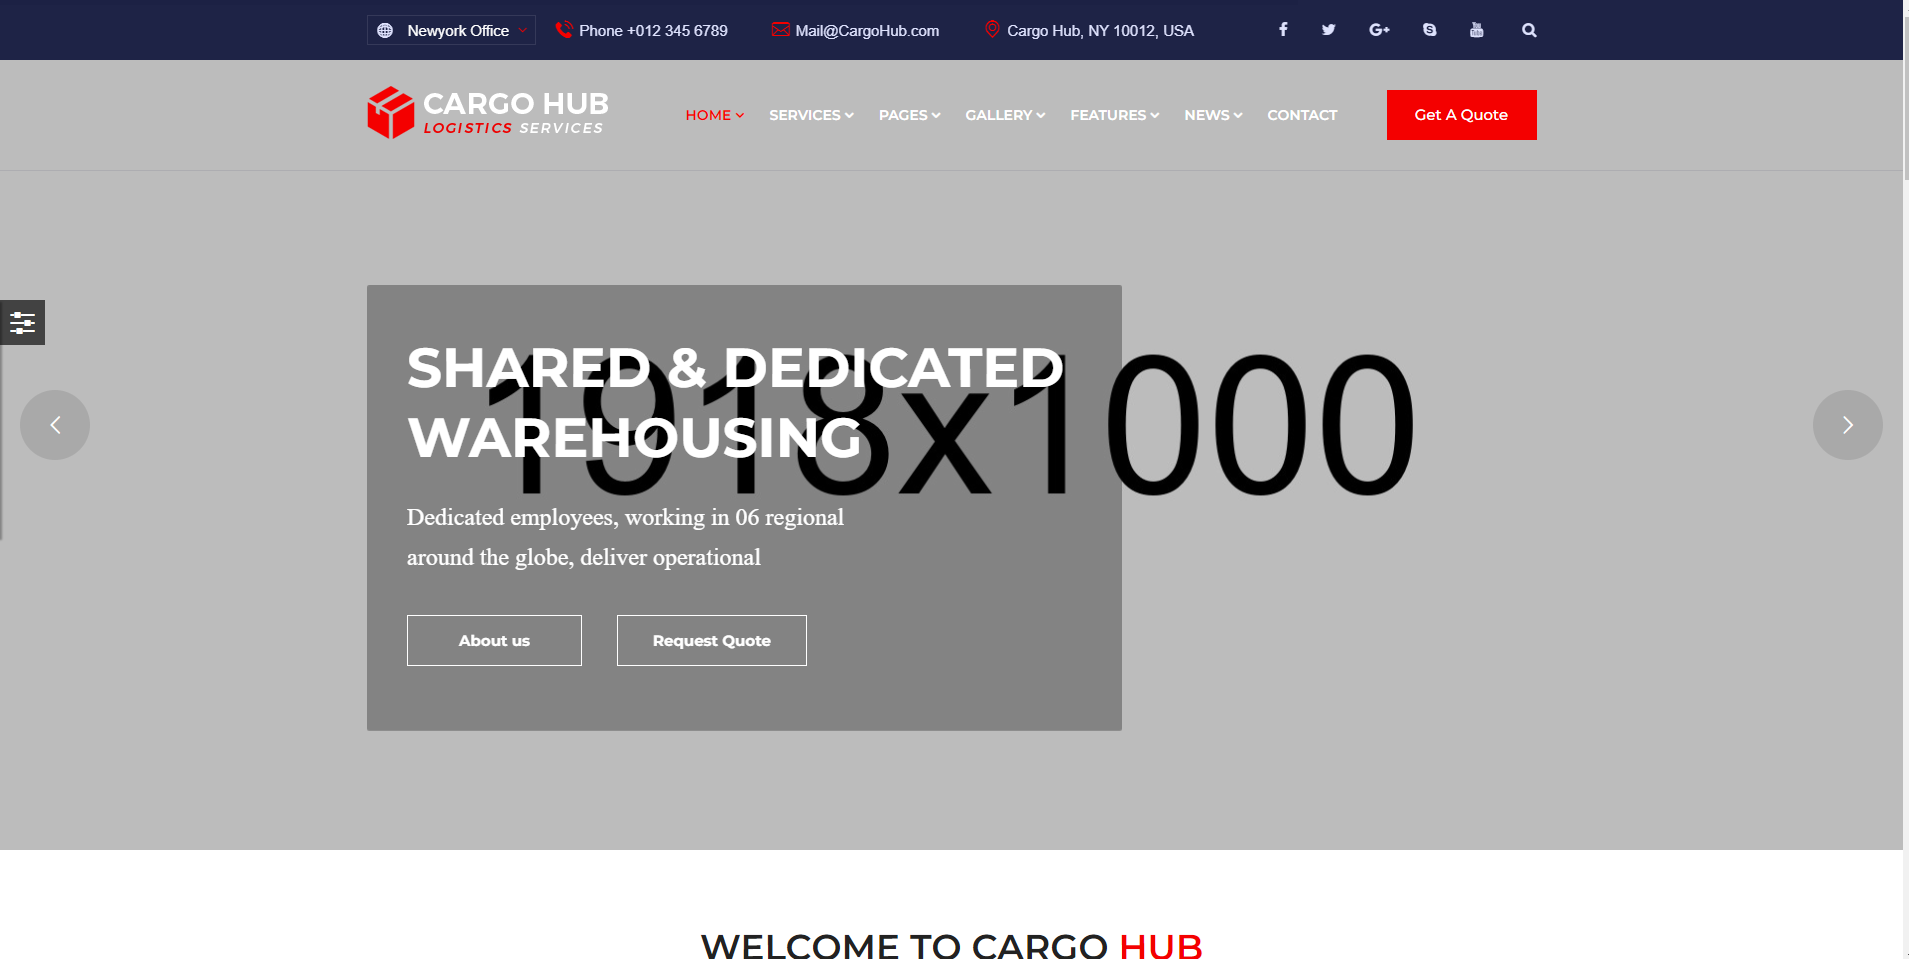 Newyork Office
Phone +012 345 6789
Mail@CargoHub.com
Cargo Hub, NY 10012, USA
CARGO HUB
LOGISTICS SERVICES
HOME
SERVICES
PAGES
GALLERY
FEATURES
NEWS
CONTACT
Get A Quote
1918x1000
SHARED & DEDICATED
WAREHOUSING
Dedicated employees, working in 06 regional
around the globe, deliver operational
About us
Request Quote
WELCOME TO CARGO HUB